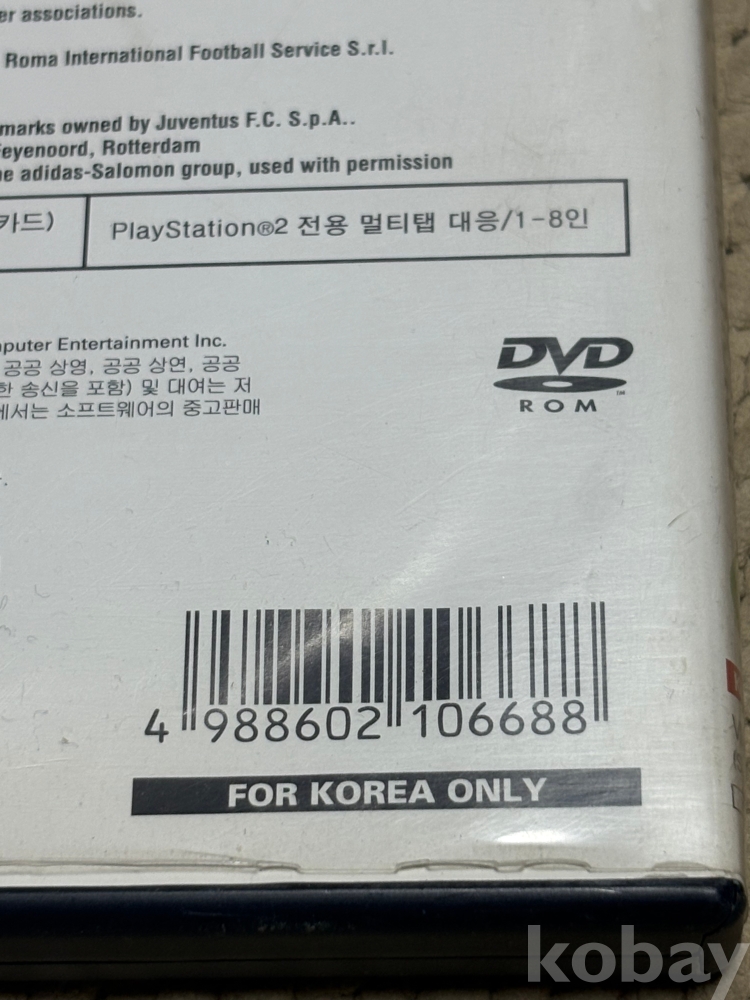 er associations.
Roma International Football Service S.r.l.
marks owned by Juventus F.C. S.p.A..
eyenoord, Rotterdam
e adidas-Salomon group, used with permission
카드)
PlayStation®2 전용 멀티탭 대응/1-8인
puter Entertainment Inc.
공공 상영, 공공 상연, 공공
한 송신을 포함) 및 대여는 저
에서는 소프트웨어의 중고판매
DVD
ROM
™
4 988602 106688
FOR KOREA ONLY
kobay